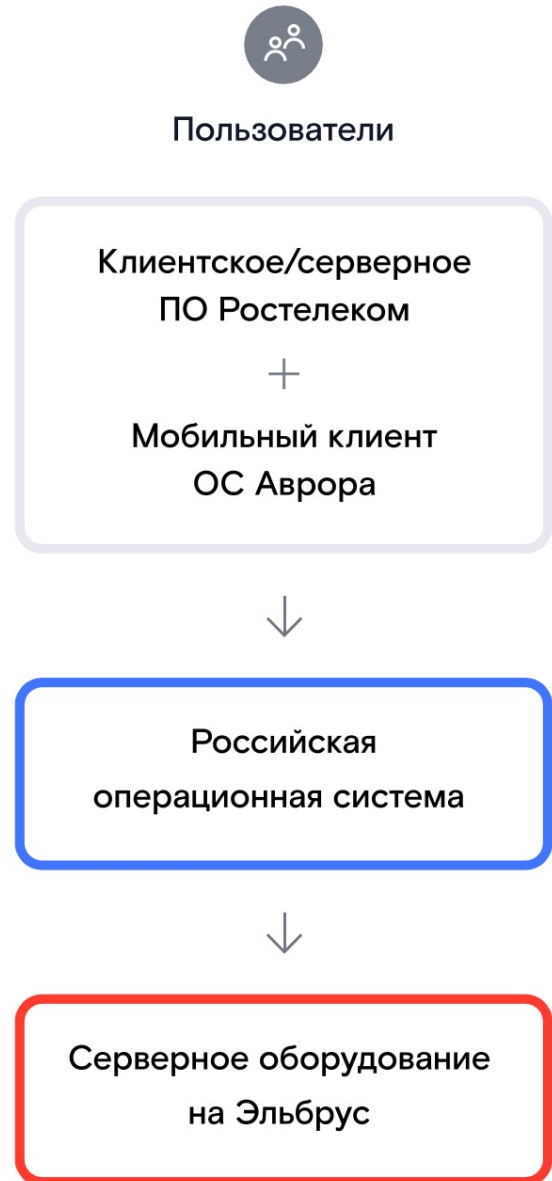 Пользователи
Клиентское/серверное
ПО Ростелеком
+
Мобильный клиент
ОС Аврора
Российская
операционная система
Серверное оборудование
на Эльбрус